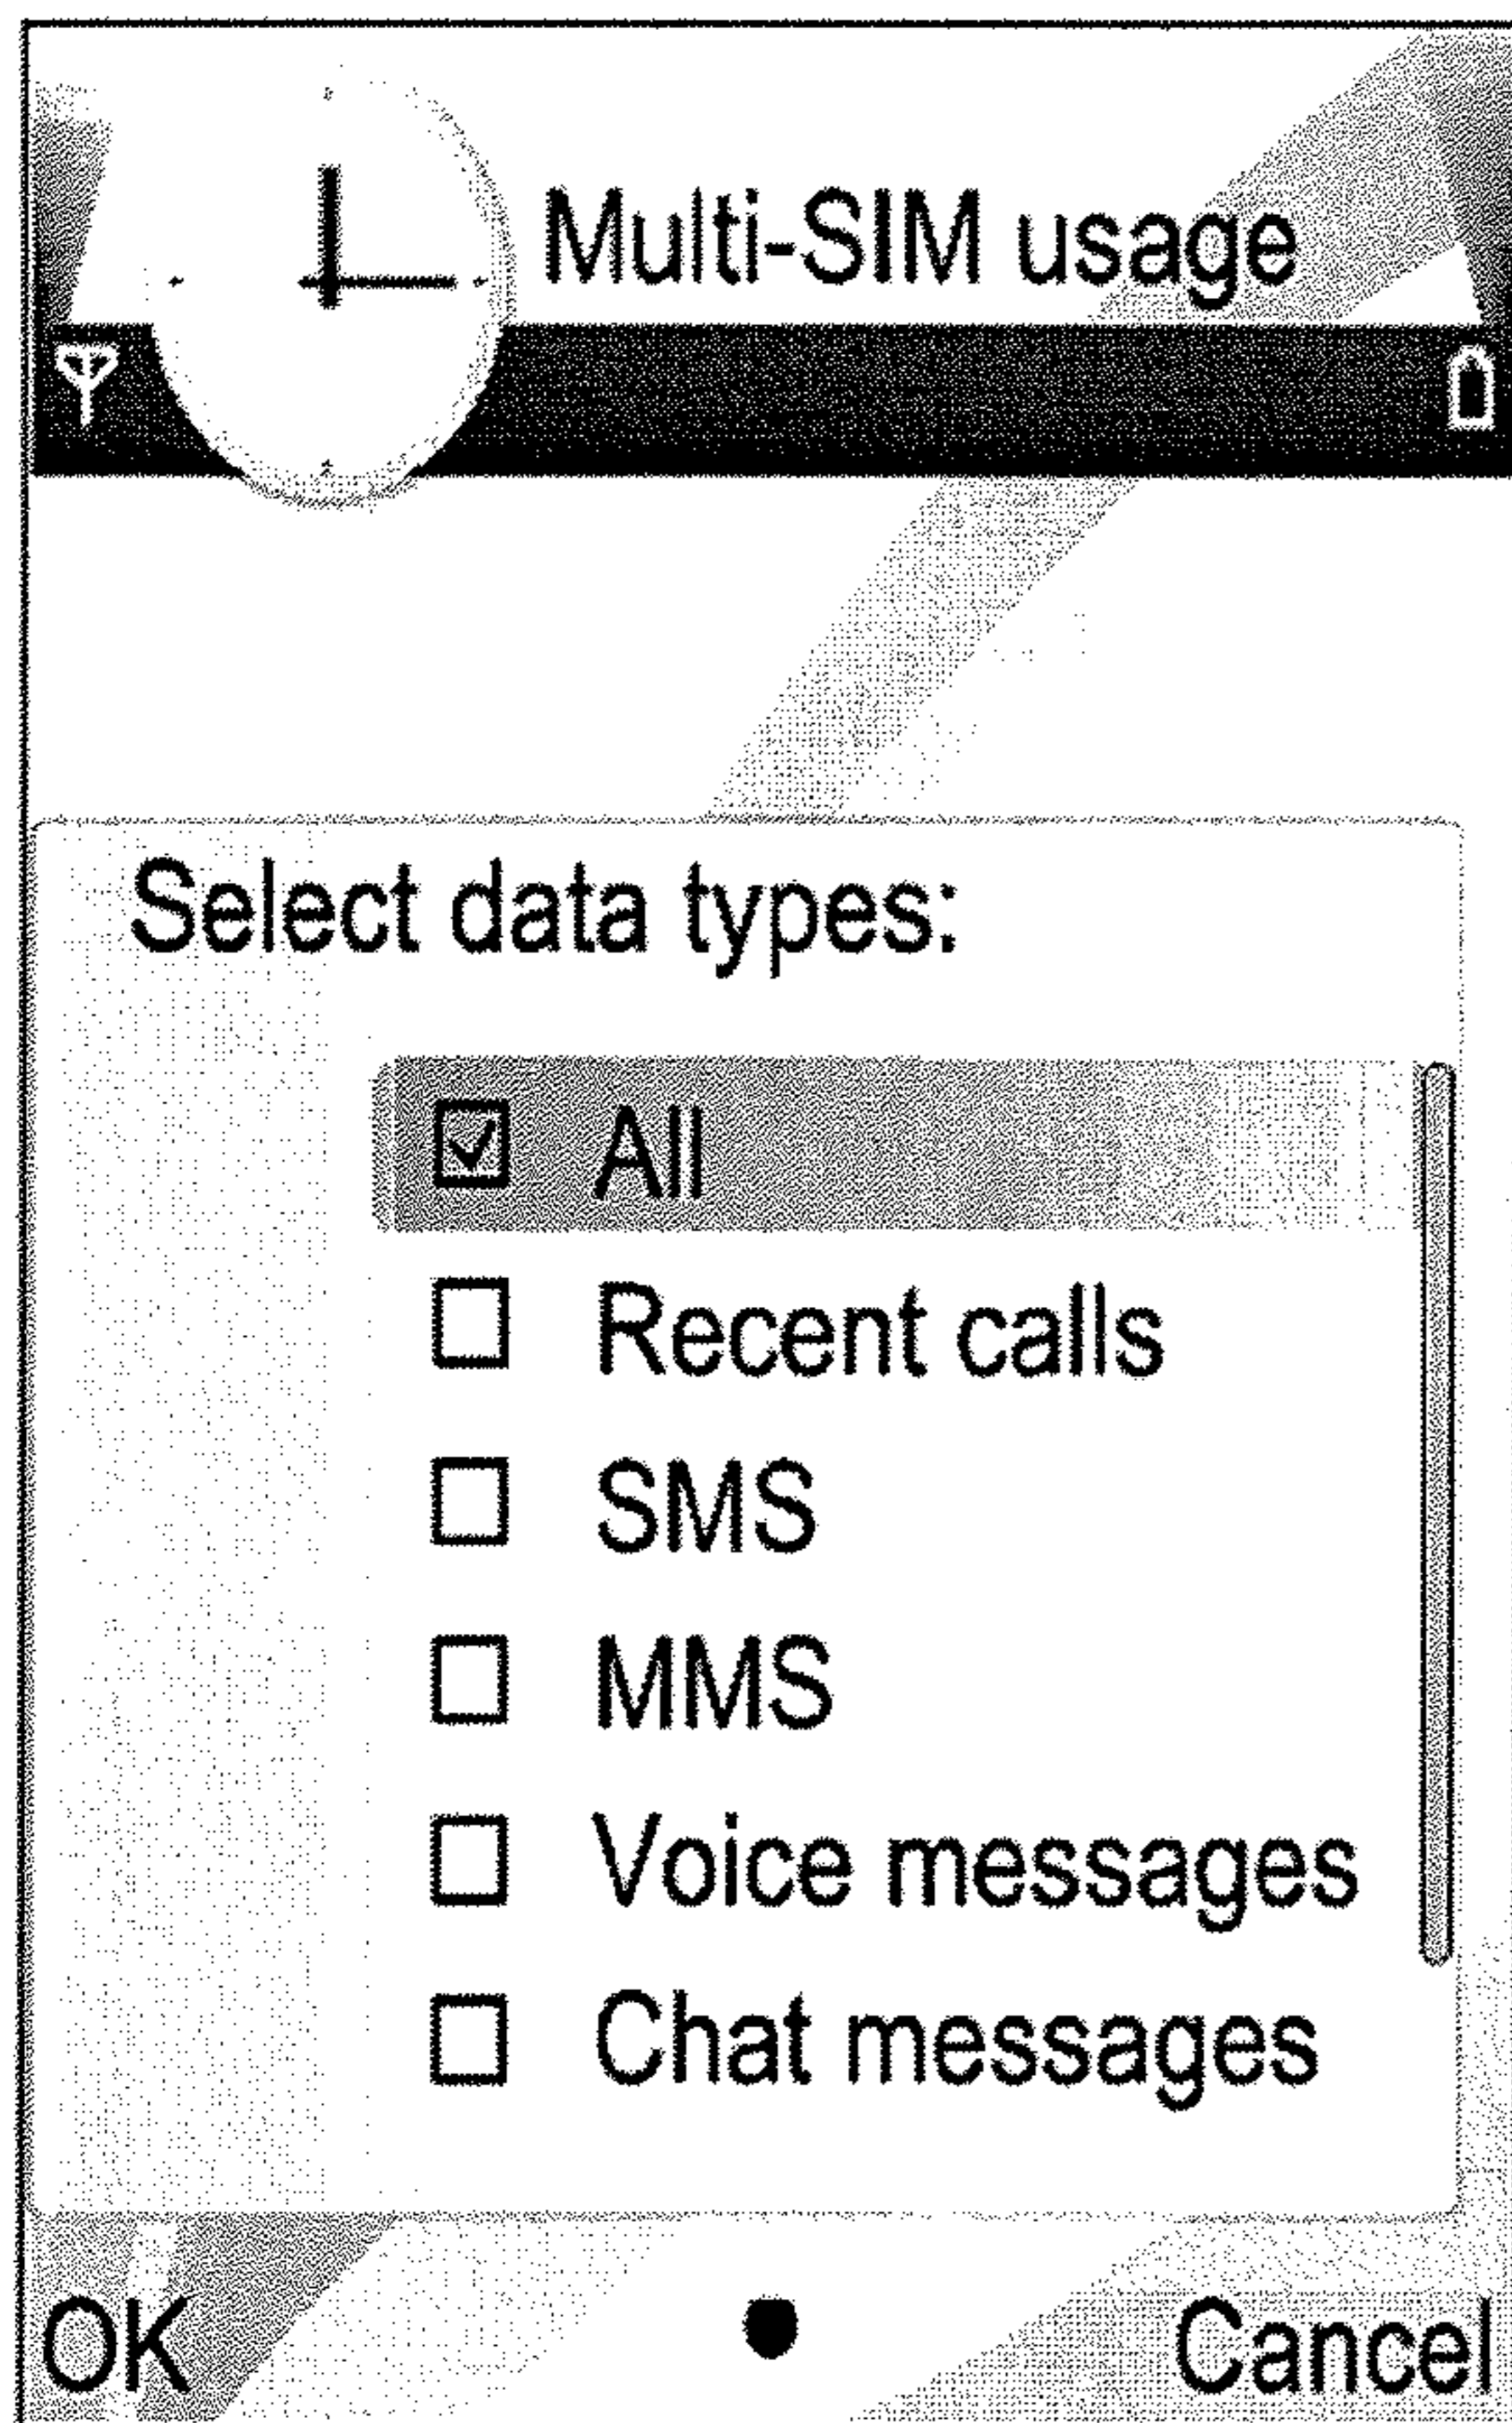 Multi-SIM usage
Select data types:
All
Recent calls
SMS
MMS
Voice messages
Chat messages
OK
Cancel